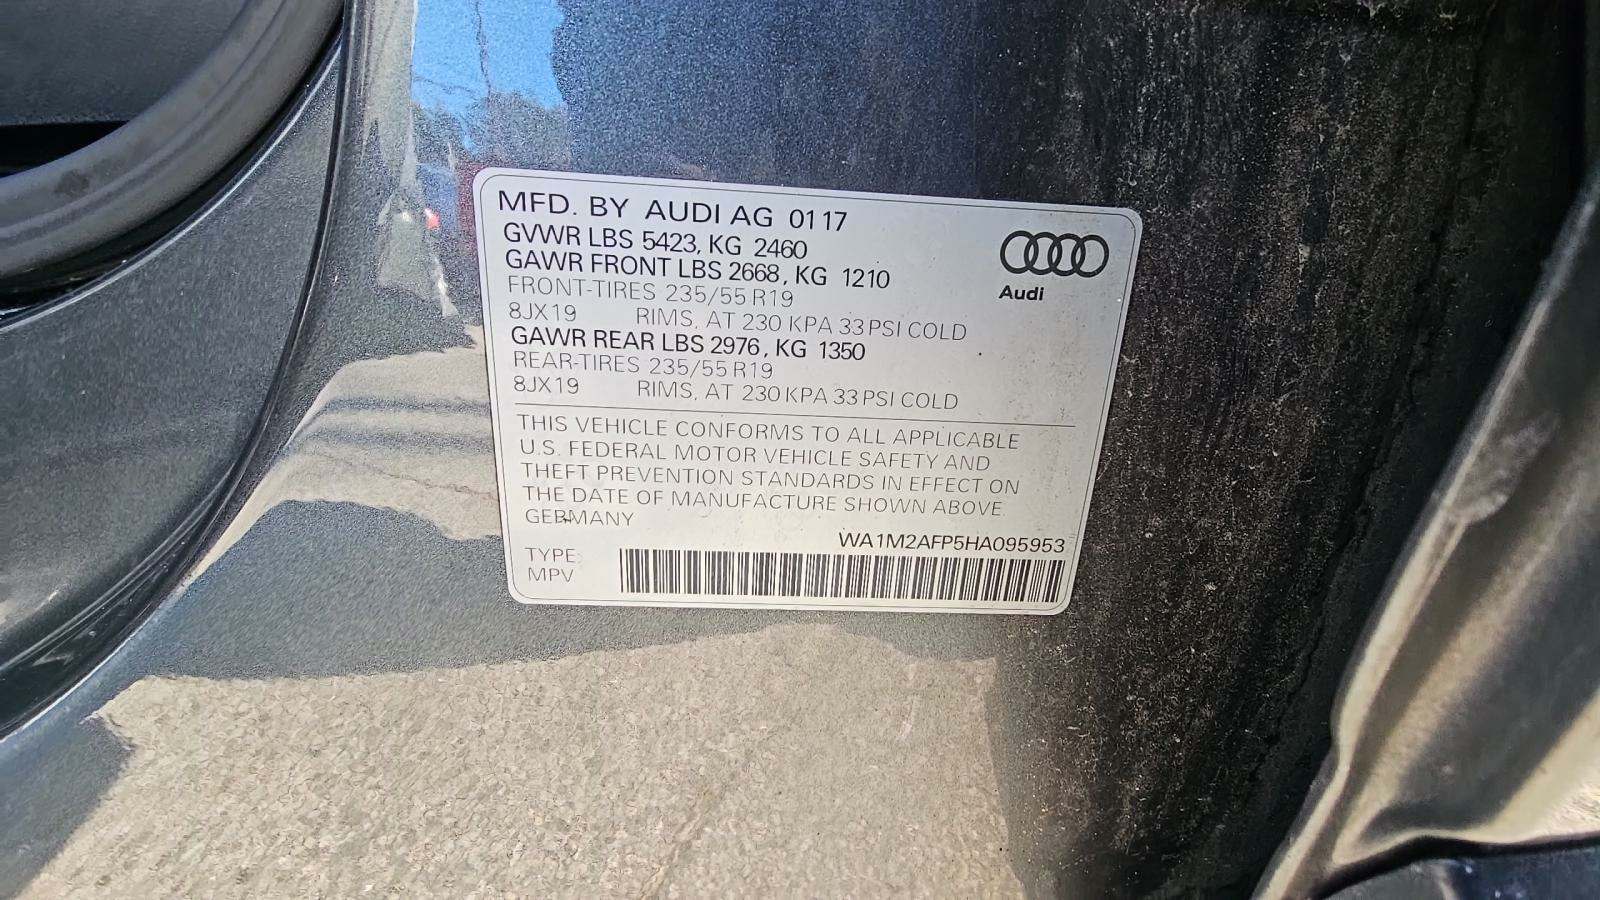 MFD. BY AUDI AG 0117
GVWR LBS 5423, KG 2460
GAWR FRONT LBS 2668, KG 1210
FRONT-TIRES 235/55 R19
8JX19 RIMS, AT 230 KPA 33 PSI COLD
GAWR REAR LBS 2976, KG 1350
REAR-TIRES 235/55 R19
8JX19 RIMS, AT 230 KPA 33 PSI COLD
Audi
THIS VEHICLE CONFORMS TO ALL APPLICABLE
U.S. FEDERAL MOTOR VEHICLE SAFETY AND
THEFT PREVENTION STANDARDS IN EFFECT ON
THE DATE OF MANUFACTURE SHOWN ABOVE.
GERMANY
WA1M2AFP5HA095953
TYPE:
MPV